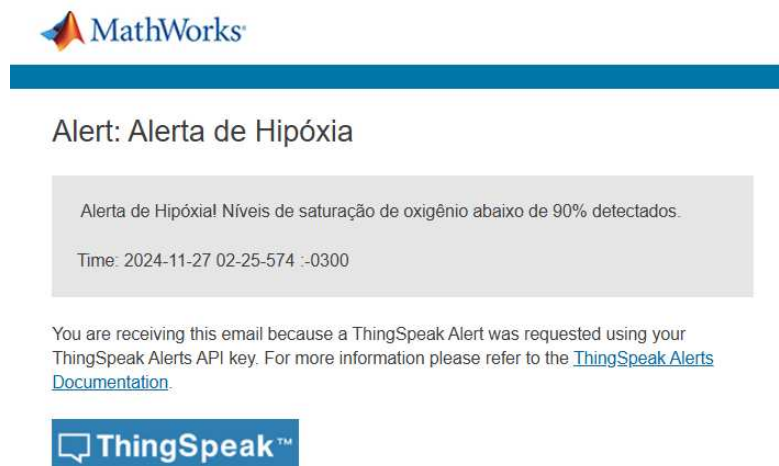 MathWorks®
Alert: Alerta de Hipóxia
Alerta de Hipóxia! Níveis de saturação de oxigênio abaixo de 90% detectados.
Time: 2024-11-27 02-25-574 :-0300
You are receiving this email because a ThingSpeak Alert was requested using your
ThingSpeak Alerts API key. For more information please refer to the ThingSpeak Alerts
Documentation.
ThingSpeak™